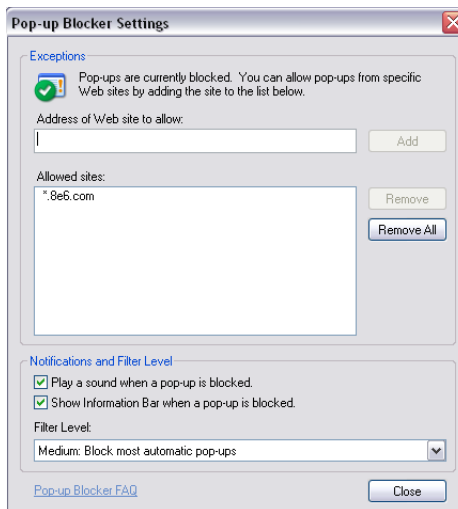 Pop-up Blocker Settings
Exceptions
Pop-ups are currently blocked. You can allow pop-ups from specific
Web sites by adding the site to the list below.
Address of Web site to allow:
Add
Allowed sites:
*.8e6.com
Remove
Remove All
Notifications and Filter Level
Play a sound when a pop-up is blocked.
Show Information Bar when a pop-up is blocked.
Filter Level:
Medium: Block most automatic pop-ups
Pop-up Blocker FAQ
Close